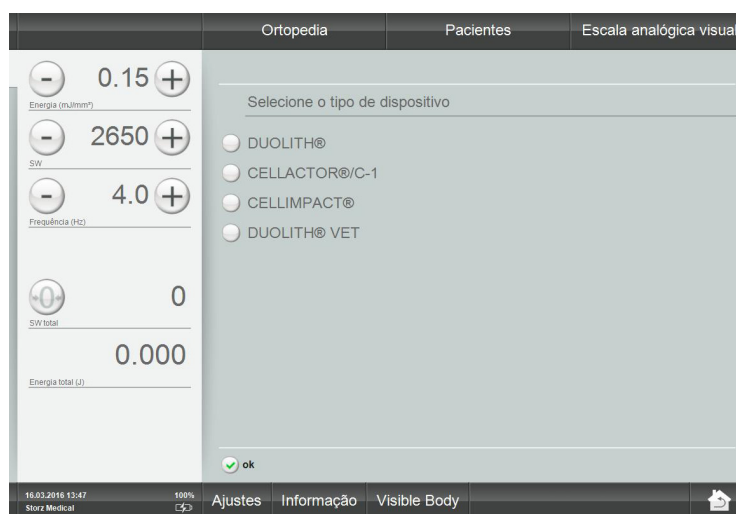 Ortopedia
Pacientes
Escala analógica visual
- 0.15 +
Energia (mJ/mm²)
- 2650 +
SW
- 4.0 +
Frequência (Hz)
0 0
SW total
0.000
Energia total (J)
Selecione o tipo de dispositivo
DUOLITH®
CELLACTOR®/C-1
CELLIMPACT®
DUOLITH® VET
ok
16.03.2016 13:47 100%
Storz Medical
Ajustes Informação Visible Body